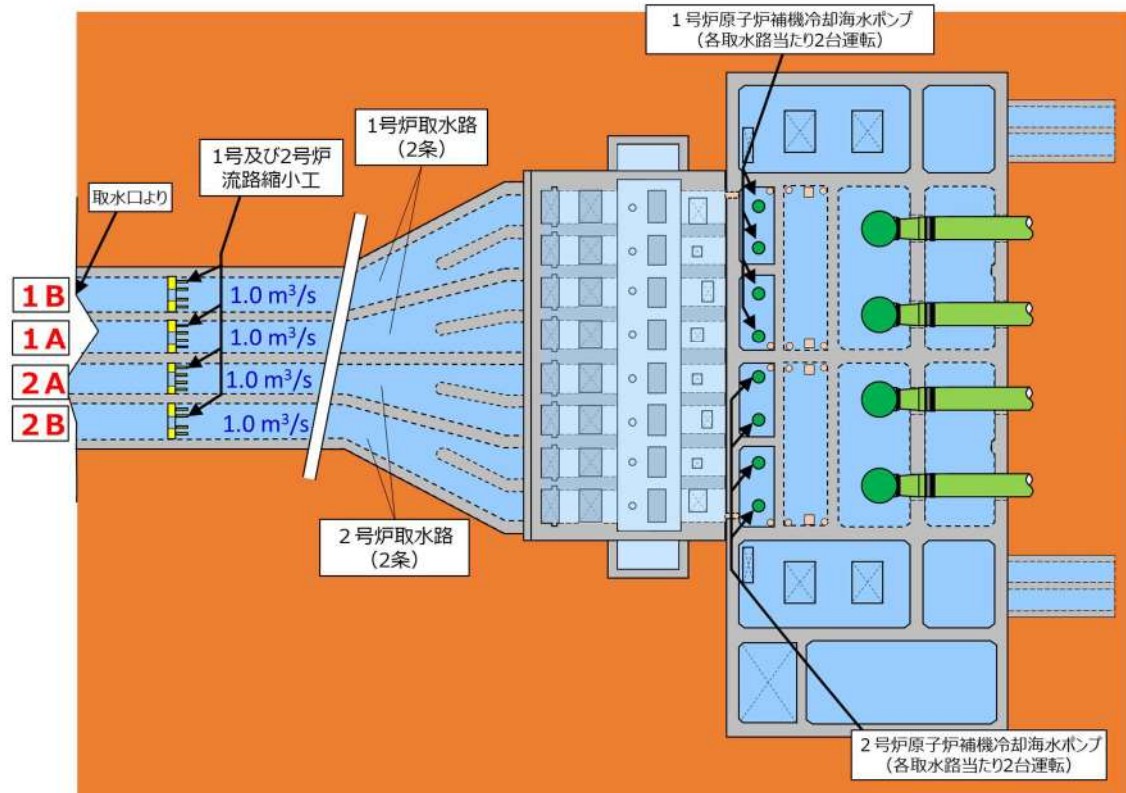 1号炉原子炉補機冷却海水ポンプ
(各取水路当たり2台運転)
1号炉取水路
(2条)
1号及び2号炉
流路縮小工
取水口より
1B
1.0 m³/s
1A
1.0 m³/s
2A
1.0 m³/s
2B
1.0 m³/s
2号炉取水路
(2条)
2号炉原子炉補機冷却海水ポンプ
(各取水路当たり2台運転)